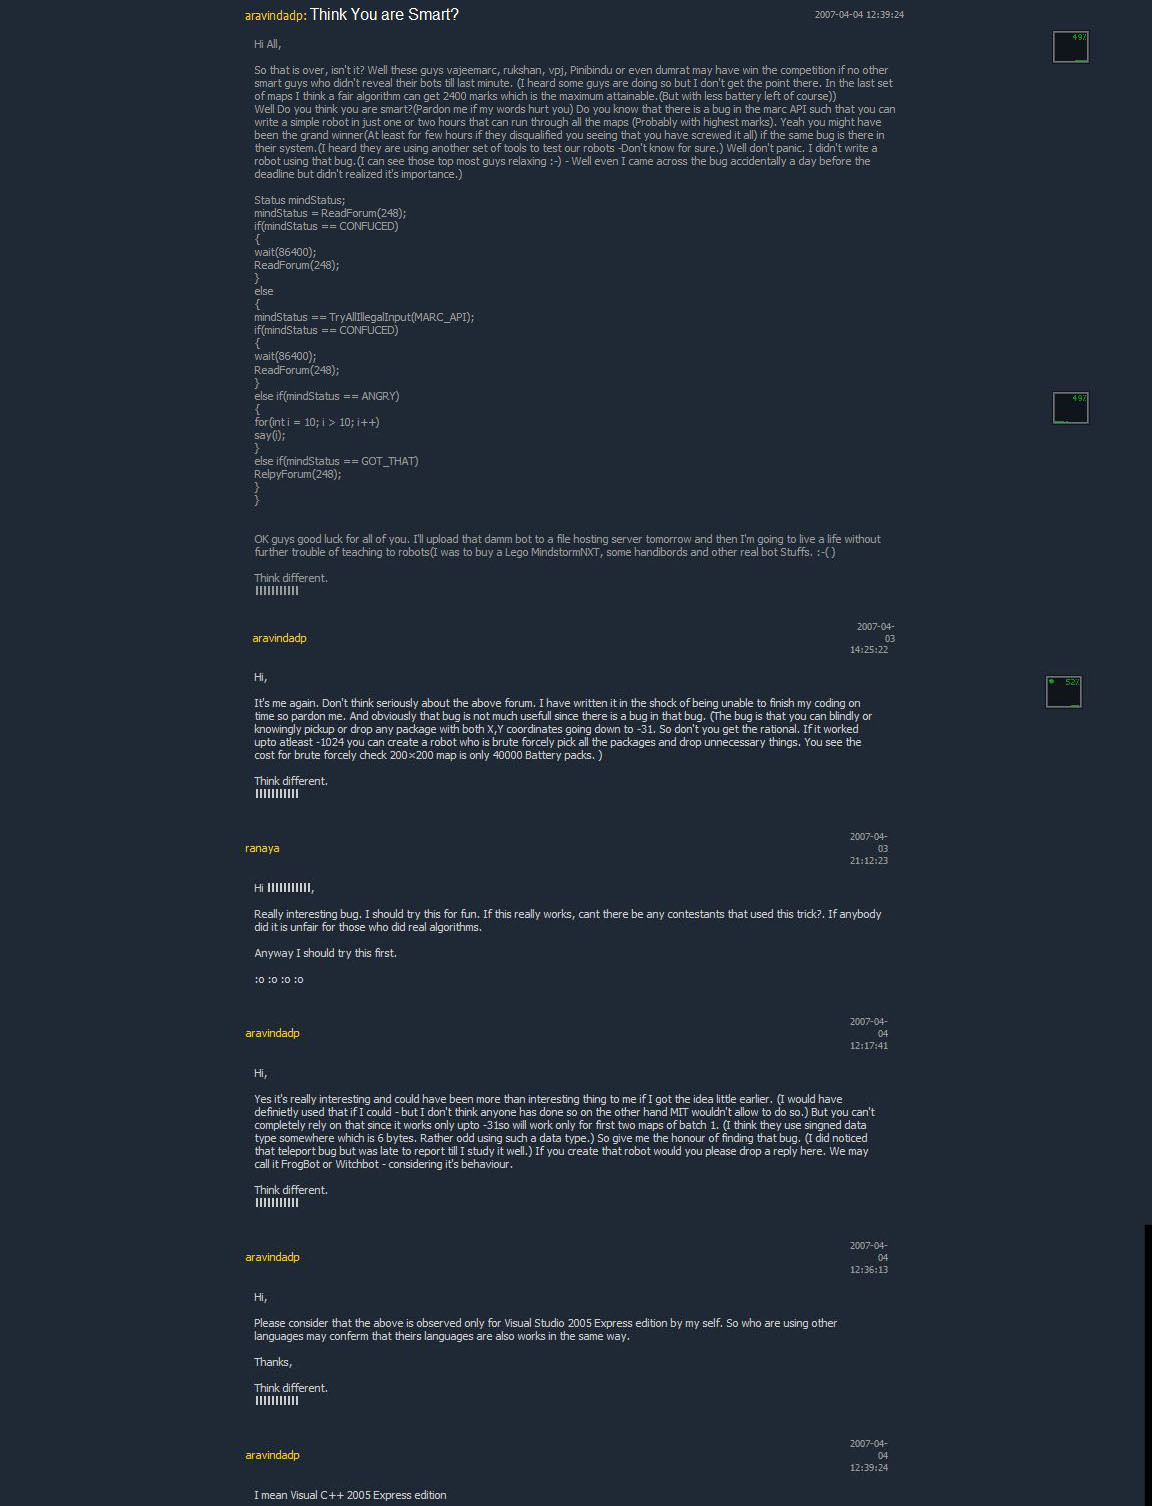 aravindadp: Think You are Smart?
2007-04-04 12:39:24
Hi All,
So that is over, isn't it? Well these guys vajeemarc, rukshan, vpj, Pinibindu or even dumrat may have win the competition if no other
smart guys who didn't reveal their bots till last minute. (I heard some guys are doing so but I don't get the point there. In the last set
of maps I think a fair algorithm can get 2400 marks which is the maximum attainable.(But with less battery left of course))
Well Do you think you are smart?(Pardon me if my words hurt you) Do you know that there is a bug in the marc API such that you can
write a simple robot in just one or two hours that can run through all the maps (Probably with highest marks). Yeah you might have
been the grand winner(At least for few hours if they disqualified you seeing that you have screwed it all) if the same bug is there in
their system.(I heard they are using another set of tools to test our robots -Don't know for sure.) Well don't panic. I didn't write a
robot using that bug.(I can see those top most guys relaxing :-) - Well even I came across the bug accidentally a day before the
deadline but didn't realized it's importance.)
Status mindStatus;
mindStatus = ReadForum(248);
if(mindStatus == CONFUCED)
{
wait(86400);
ReadForum(248);
}
else
{
mindStatus == TryAllIllegalInput(MARC_API);
if(mindStatus == CONFUCED)
{
wait(86400);
ReadForum(248);
}
else if(mindStatus == ANGRY)
{
for(int i = 10; i > 10; i++)
say(i);
}
else if(mindStatus == GOT_THAT)
RelpyForum(248);
}
}
OK guys good luck for all of you. I'll upload that damm bot to a file hosting server tomorrow and then I'm going to live a life without
further trouble of teaching to robots(I was to buy a Lego MindstormNXT, some handibords and other real bot Stuffs. :-( )
Think different.
IIIIIIIIIII
aravindadp
2007-04-
03
14:25:22
Hi,
It's me again. Don't think seriously about the above forum. I have written it in the shock of being unable to finish my coding on
time so pardon me. And obviously that bug is not much usefull since there is a bug in that bug. (The bug is that you can blindly or
knowingly pickup or drop any package with both X,Y coordinates going down to -31. So don't you get the rational. If it worked
upto atleast -1024 you can create a robot who is brute forcely pick all the packages and drop unnecessary things. You see the
cost for brute forcely check 200×200 map is only 40000 Battery packs. )
Think different.
IIIIIIIIIII
ranaya
2007-04-
03
21:12:23
Hi IIIIIIIIIII,
Really interesting bug. I should try this for fun. If this really works, cant there be any contestants that used this trick?. If anybody
did it is unfair for those who did real algorithms.
Anyway I should try this first.
:o :o :o :o
aravindadp
2007-04-
04
12:17:41
Hi,
Yes it's really interesting and could have been more than interesting thing to me if I got the idea little earlier. (I would have
definietly used that if I could - but I don't think anyone has done so on the other hand MIT wouldn't allow to do so.) But you can't
completely rely on that since it works only upto -31so will work only for first two maps of batch 1. (I think they use singned data
type somewhere which is 6 bytes. Rather odd using such a data type.) So give me the honour of finding that bug. (I did noticed
that teleport bug but was late to report till I study it well.) If you create that robot would you please drop a reply here. We may
call it FrogBot or Witchbot - considering it's behaviour.
Think different.
IIIIIIIIIII
aravindadp
2007-04-
04
12:36:13
Hi,
Please consider that the above is observed only for Visual Studio 2005 Express edition by my self. So who are using other
languages may conferm that theirs languages are also works in the same way.
Thanks,
Think different.
IIIIIIIIIII
aravindadp
2007-04-
04
12:39:24
I mean Visual C++ 2005 Express edition
49%
49%
52%